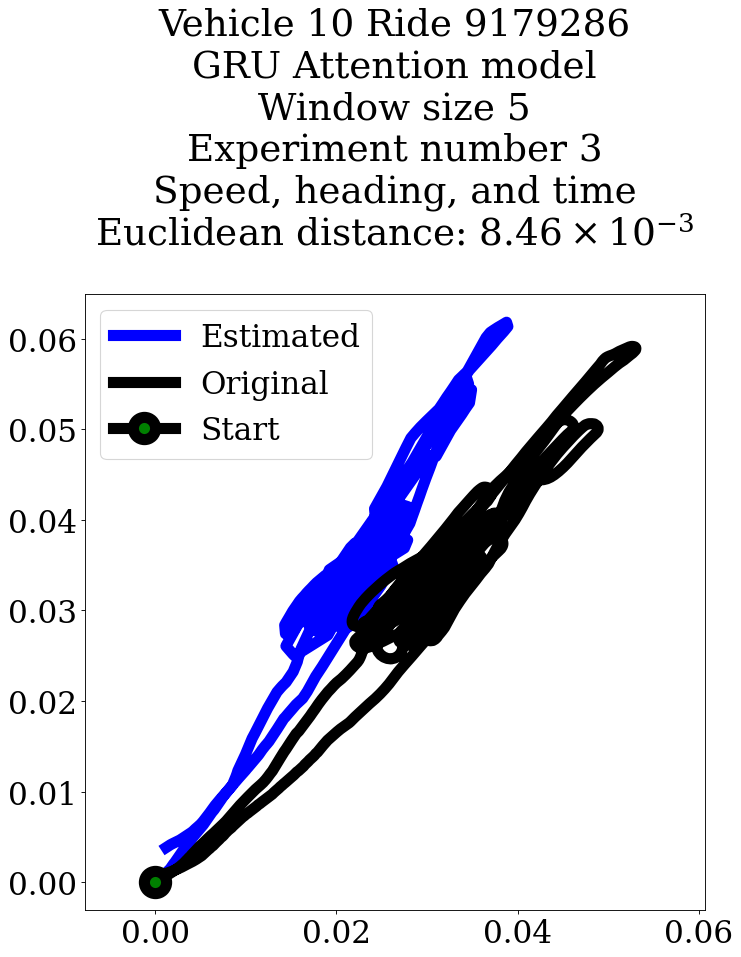 Vehicle 10 Ride 9179286
GRU Attention model
Window size 5
Experiment number 3
Speed, heading, and time
Euclidean distance: 8.46 × 10⁻³
Estimated
Original
Start
0.06
0.05
0.04
0.03
0.02
0.01
0.00
0.00 0.02 0.04 0.06